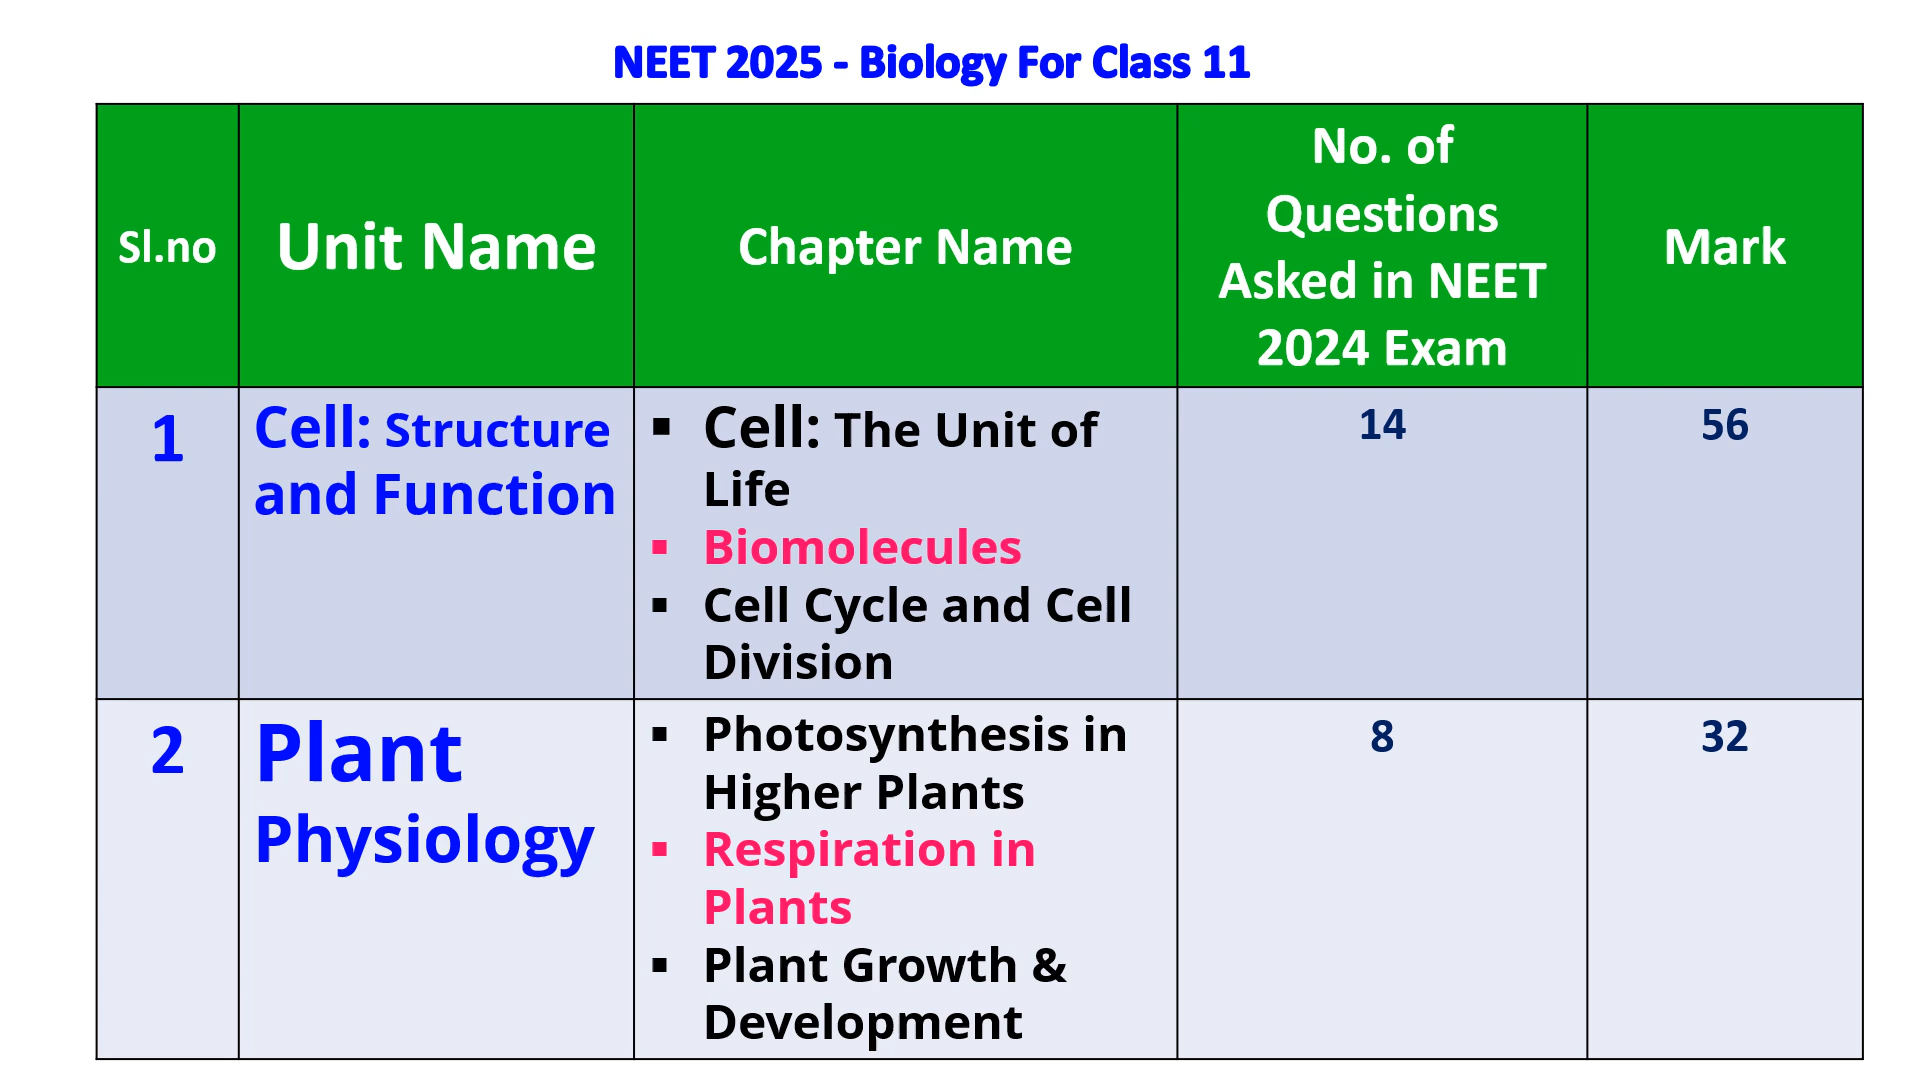 NEET 2025 - Biology For Class 11
Sl.no
Unit Name
Chapter Name
No. of
Questions
Asked in NEET
2024 Exam
Mark
1
Cell: Structure
and Function
▪ Cell: The Unit of
Life
▪ Biomolecules
▪ Cell Cycle and Cell
Division
14
56
2
Plant
Physiology
▪ Photosynthesis in
Higher Plants
▪ Respiration in
Plants
▪ Plant Growth &
Development
8
32